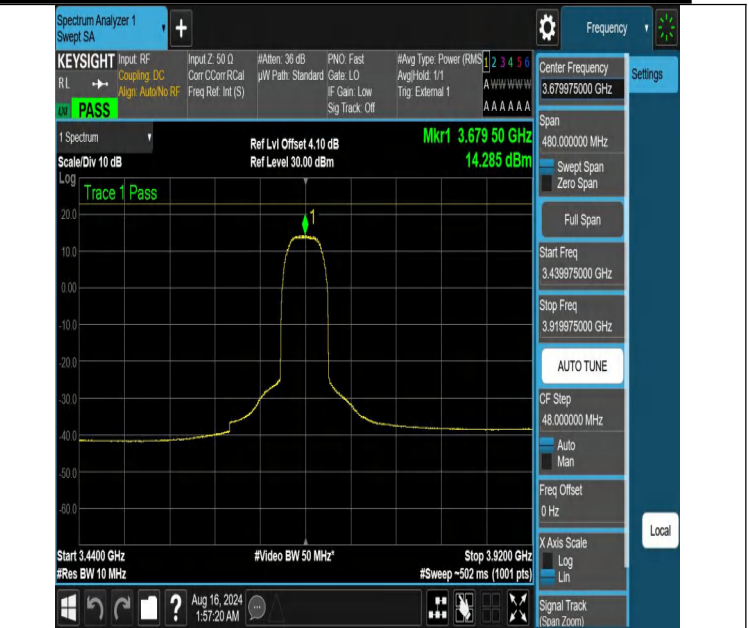 Spectrum Analyzer 1
Swept SA
+
Frequency
KEYSIGHT
RL
LXI
PASS
Input: RF
Coupling: DC
Align: Auto/No RF
Input Z: 50 Ω
Corr CCorr RCal
Freq Ref: Int (S)
#Atten: 36 dB
µW Path: Standard
PNO: Fast
Gate: LO
IF Gain: Low
Sig Track: Off
#Avg Type: Power (RMS
Avg|Hold: 1/1
Trig: External 1
1 2 3 4 5 6
A W W W W W
A A A A A A
1 Spectrum
Scale/Div 10 dB
Ref Lvl Offset 4.10 dB
Ref Level 30.00 dBm
Mkr1 3.679 50 GHz
14.285 dBm
Log
Trace 1 Pass
1
20.0
10.0
0.00
-10.0
-20.0
-30.0
-40.0
-50.0
-60.0
Start 3.4400 GHz
#Res BW 10 MHz
#Video BW 50 MHz*
Stop 3.9200 GHz
#Sweep ~502 ms (1001 pts)
Aug 16, 2024
1:57:20 AM
?
Center Frequency
3.679975000 GHz
Settings
Span
480.000000 MHz
Swept Span
Zero Span
Full Span
Start Freq
3.439975000 GHz
Stop Freq
3.919975000 GHz
AUTO TUNE
CF Step
48.000000 MHz
Auto
Man
Freq Offset
0 Hz
Local
X Axis Scale
Log
Lin
Signal Track
(Span Zoom)